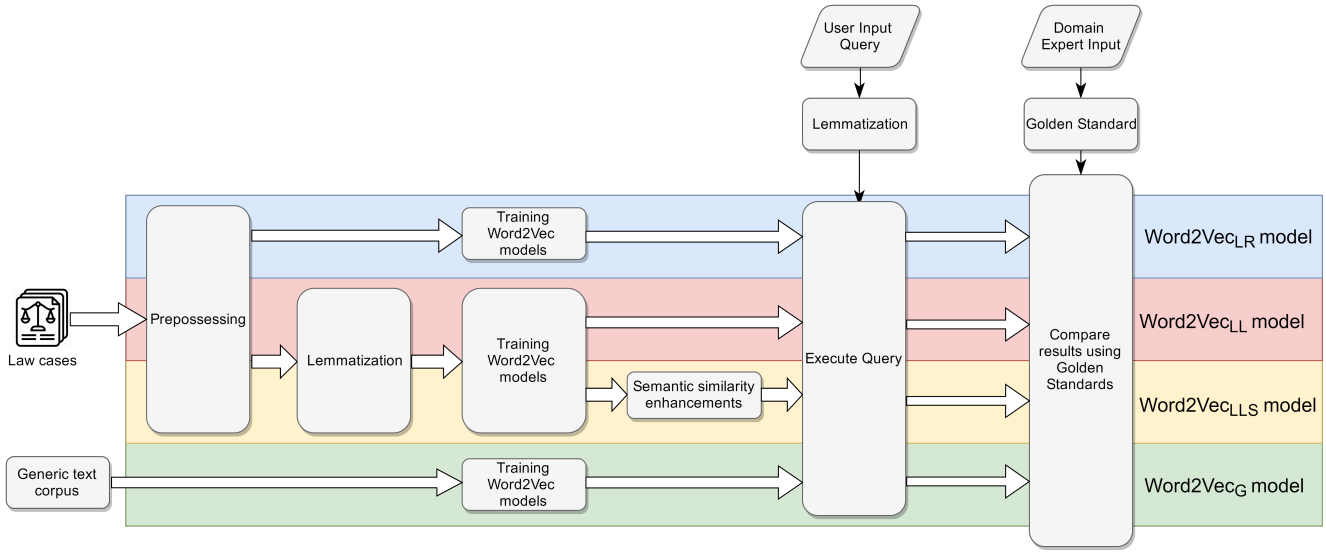 User Input
Query
Domain
Expert Input
Lemmatization
Golden Standard
Training
Word2Vec
models
Word2VecLR model
Law cases
Prepossessing
Lemmatization
Training
Word2Vec
models
Semantic similarity
enhancements
Execute Query
Compare
results using
Golden
Standards
Word2VecLL model
Word2VecLLS model
Generic text
corpus
Training
Word2Vec
models
Word2VecG model